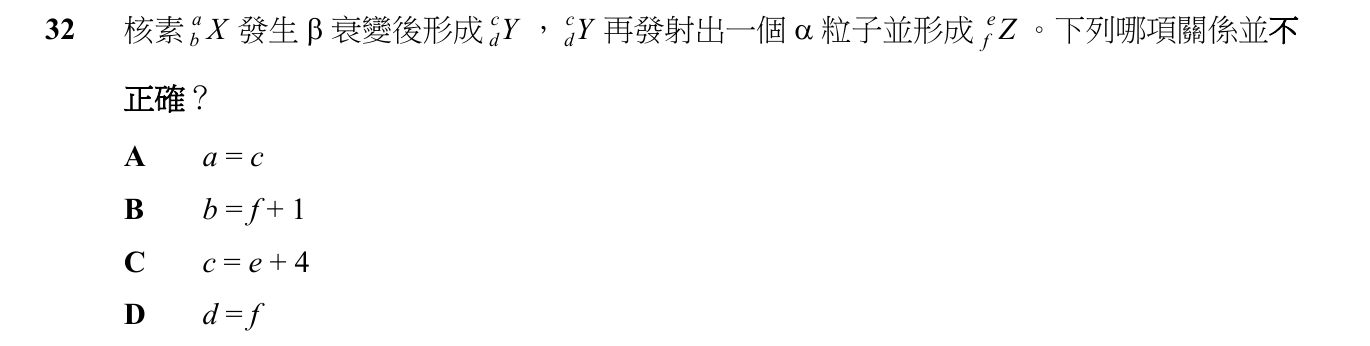 32 核素 ᵃ_bX 發生 β 衰變後形成 ᶜ_dY ，ᶜ_dY 再發射出一個 α 粒子並形成 ᵉ_fZ 。下列哪項關係並不
正確？
A a = c
B b = f + 1
C c = e + 4
D d = f